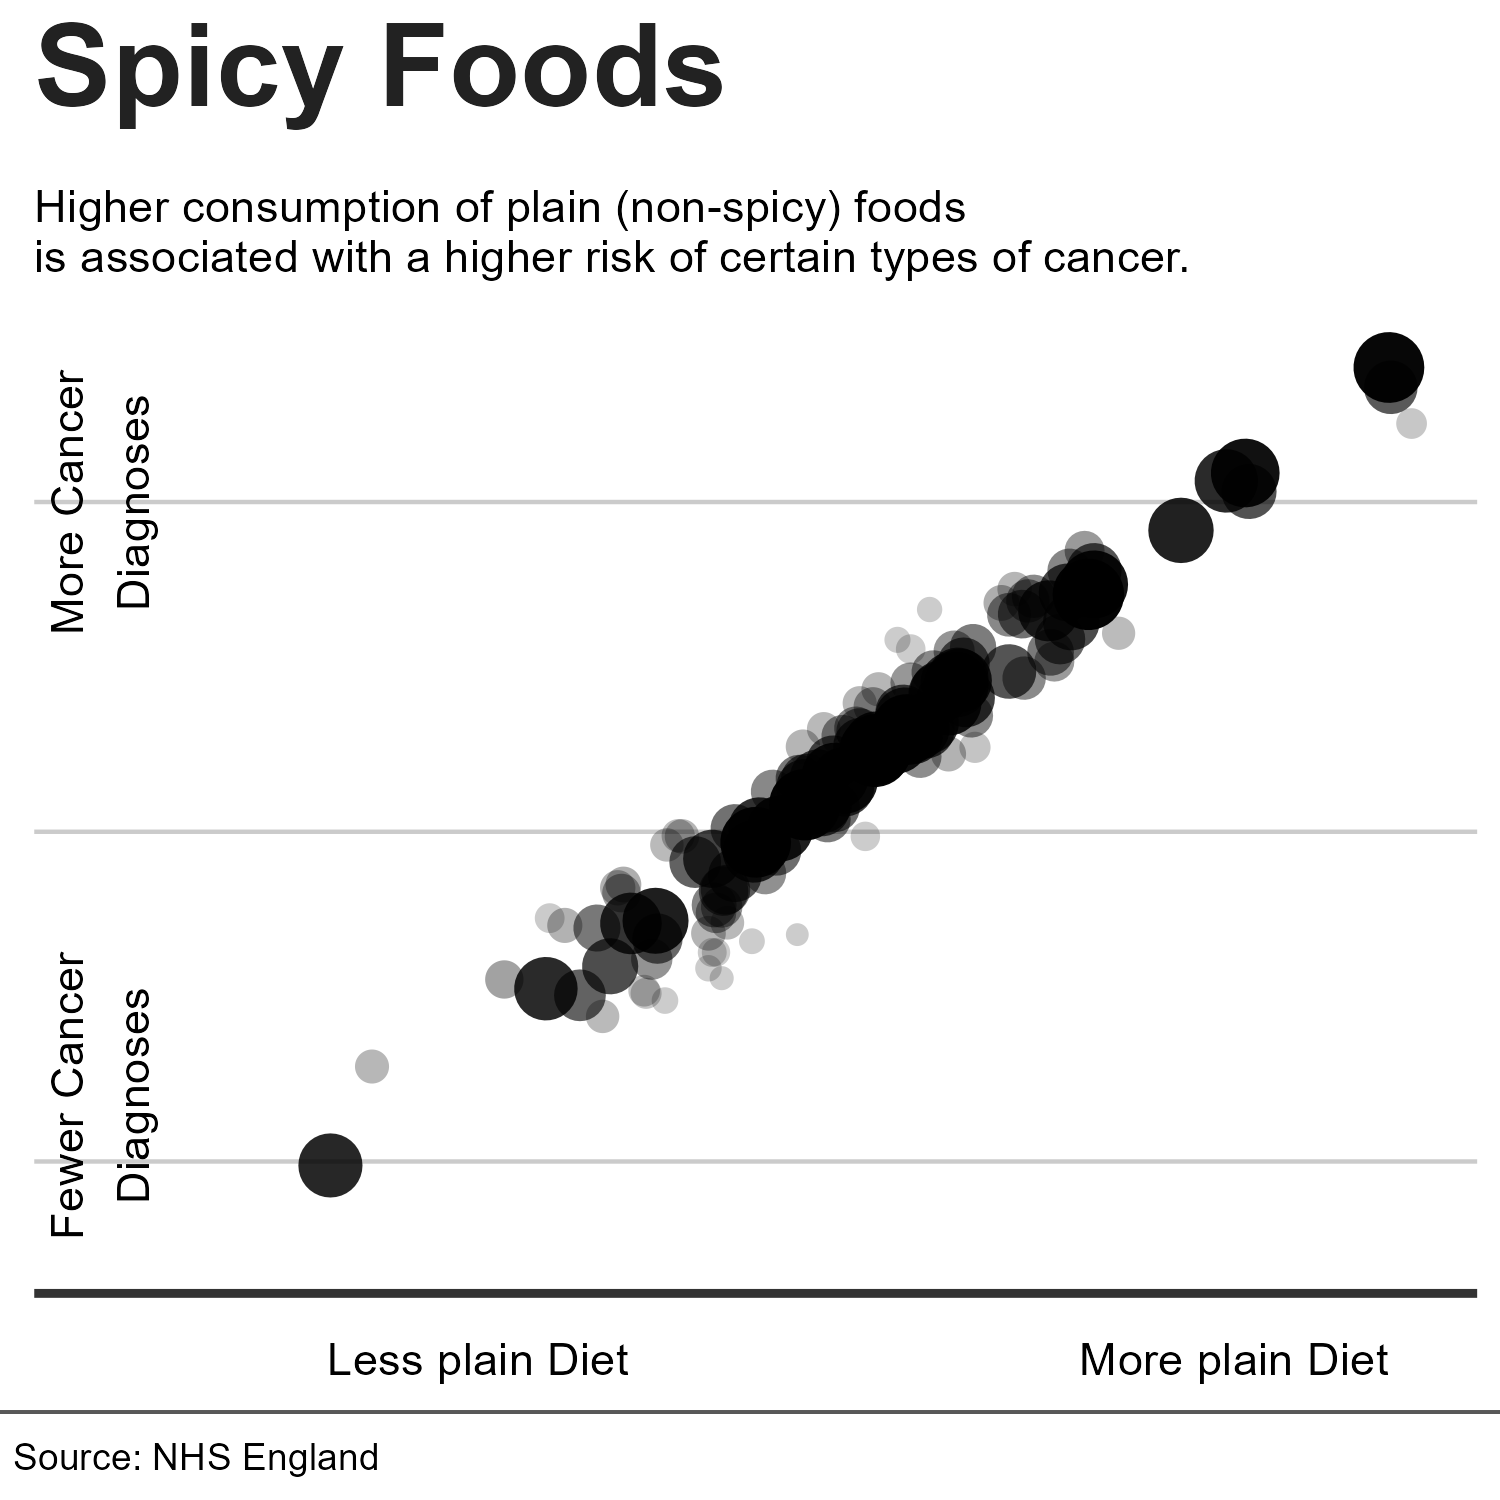 Spicy Foods
Higher consumption of plain (non-spicy) foods
is associated with a higher risk of certain types of cancer.
More Cancer
Diagnoses
Fewer Cancer
Diagnoses
Less plain Diet
More plain Diet
Source: NHS England